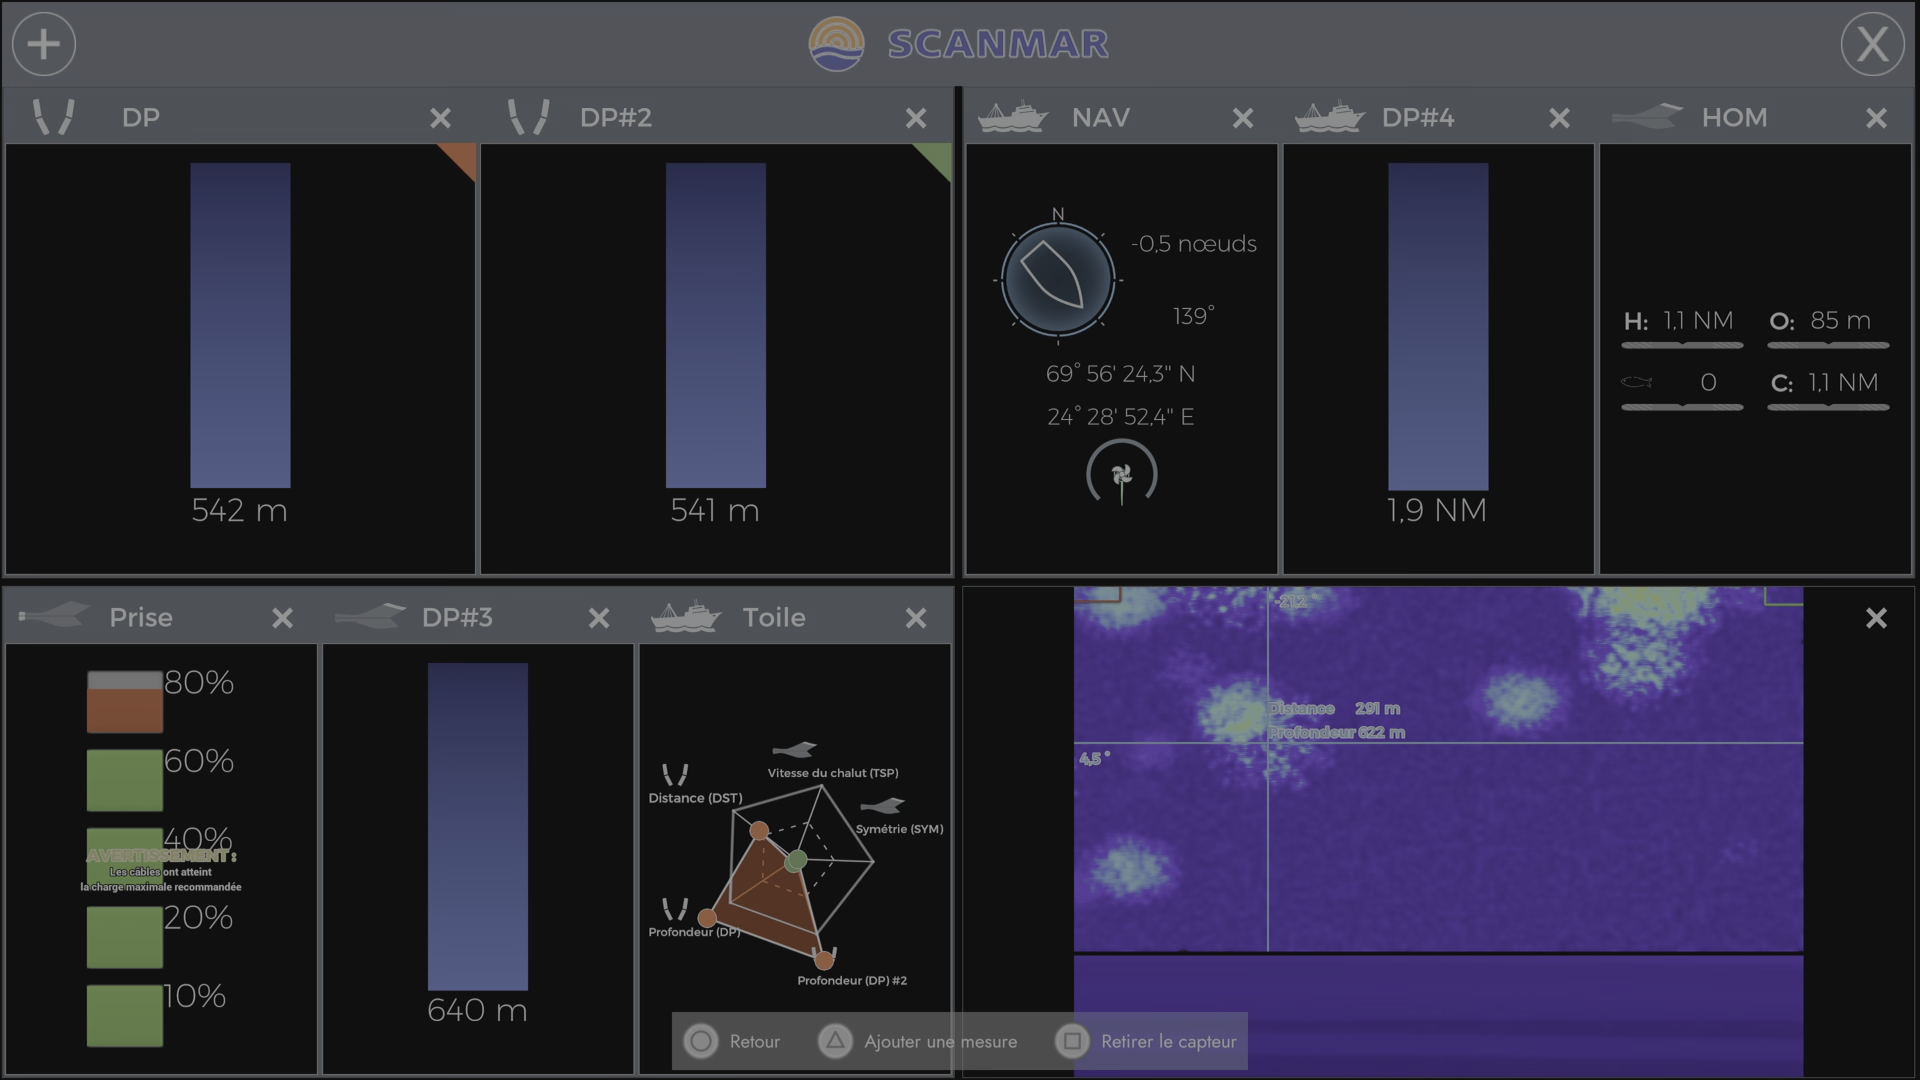 SCANMAR
X
DP
DP#2
NAV
DP#4
HOM
542 m
541 m
N
-0,5 nœuds
139°
69° 56' 24,3" N
24° 28' 52,4" E
1,9 NM
H: 1,1 NM
O: 85 m
0
C: 1,1 NM
Prise
DP#3
Toile
80%
60%
40%
AVERTISSEMENT :
Les câbles ont atteint
la charge maximale recommandée
20%
10%
640 m
Vitesse du chalut (TSP)
Distance (DST)
Symétrie (SYM)
Profondeur (DP)
Profondeur (DP) #2
-21,2°
Distance 291 m
Profondeur 622 m
4,5°
Retour
Ajouter une mesure
Retirer le capteur